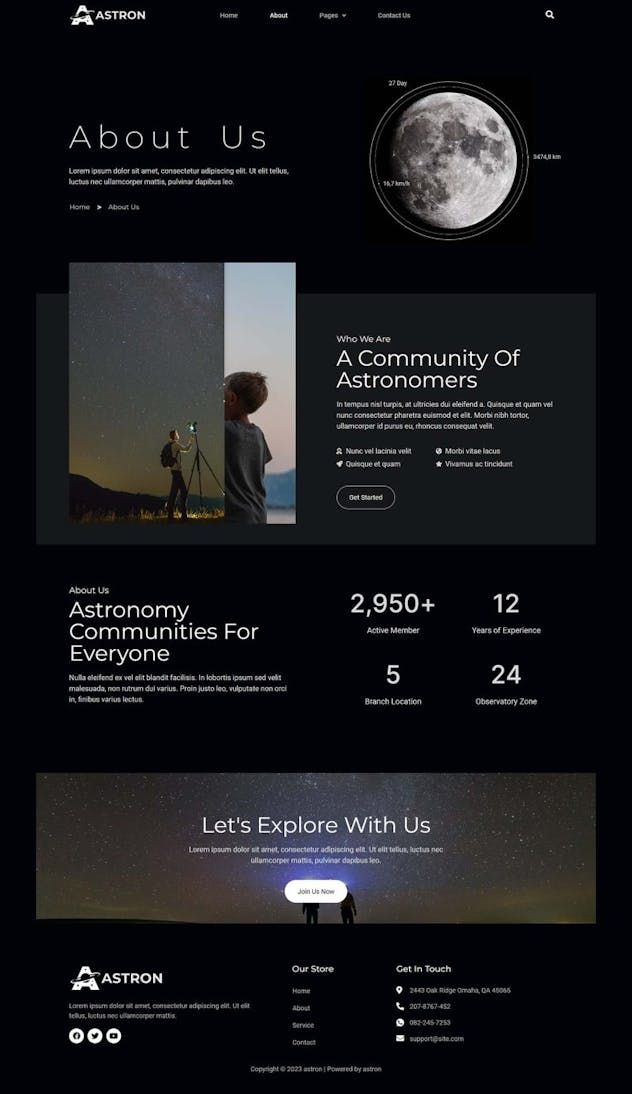 ASTRON
Home
About
Pages
Contact Us
27 Day
3474,8 km
16,7 km/h
About Us
Lorem ipsum dolor sit amet, consectetur adipiscing elit. Ut elit tellus,
luctus nec ullamcorper mattis, pulvinar dapibus leo.
Home > About Us
Who We Are
A Community Of
Astronomers
In tempus nisl turpis, at ultricies dui eleifend a. Quisque et quam vel
nunc consectetur pharetra euismod et elit. Morbi nibh tortor,
ullamcorper id purus eu, rhoncus consequat velit.
Nunc vel lacinia velit
Morbi vitae lacus
Quisque et quam
Vivamus ac tincidunt
Get Started
About Us
Astronomy
Communities For
Everyone
Nulla eleifend ex vel elit blandit facilisis. In lobortis ipsum sed velit
malesuada, non rutrum dui varius. Proin justo leo, vulputate non orci
in, finibus varius lectus.
2,950+
Active Member
12
Years of Experience
5
Branch Location
24
Observatory Zone
Let's Explore With Us
Lorem ipsum dolor sit amet, consectetur adipiscing elit. Ut elit tellus, luctus nec
ullamcorper mattis, pulvinar dapibus leo.
Join Us Now
ASTRON
Lorem ipsum dolor sit amet, consectetur adipiscing elit. Ut elit
tellus, luctus nec ullamcorper mattis.
Our Store
Home
About
Service
Contact
Get In Touch
2443 Oak Ridge Omaha, QA 45065
207-8767-452
082-245-7253
support@site.com
Copyright © 2023 astron | Powered by astron